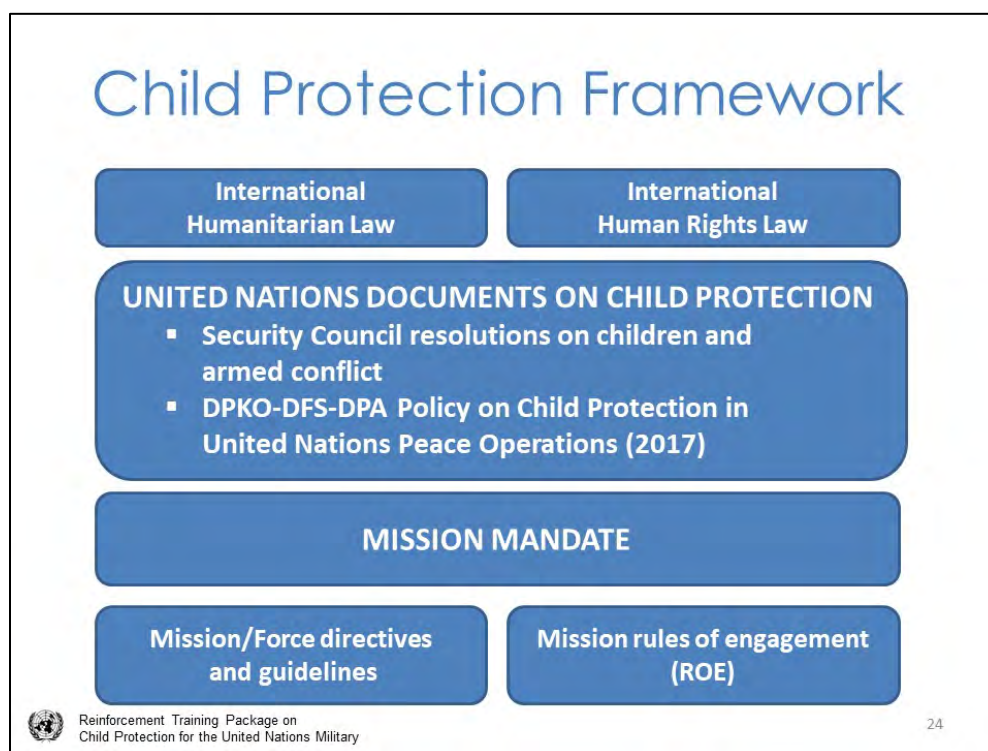 Child Protection Framework
International
Humanitarian Law
International
Human Rights Law
UNITED NATIONS DOCUMENTS ON CHILD PROTECTION
▪ Security Council resolutions on children and
armed conflict
▪ DPKO-DFS-DPA Policy on Child Protection in
United Nations Peace Operations (2017)
MISSION MANDATE
Mission/Force directives
and guidelines
Mission rules of engagement
(ROE)
Reinforcement Training Package on
Child Protection for the United Nations Military
24